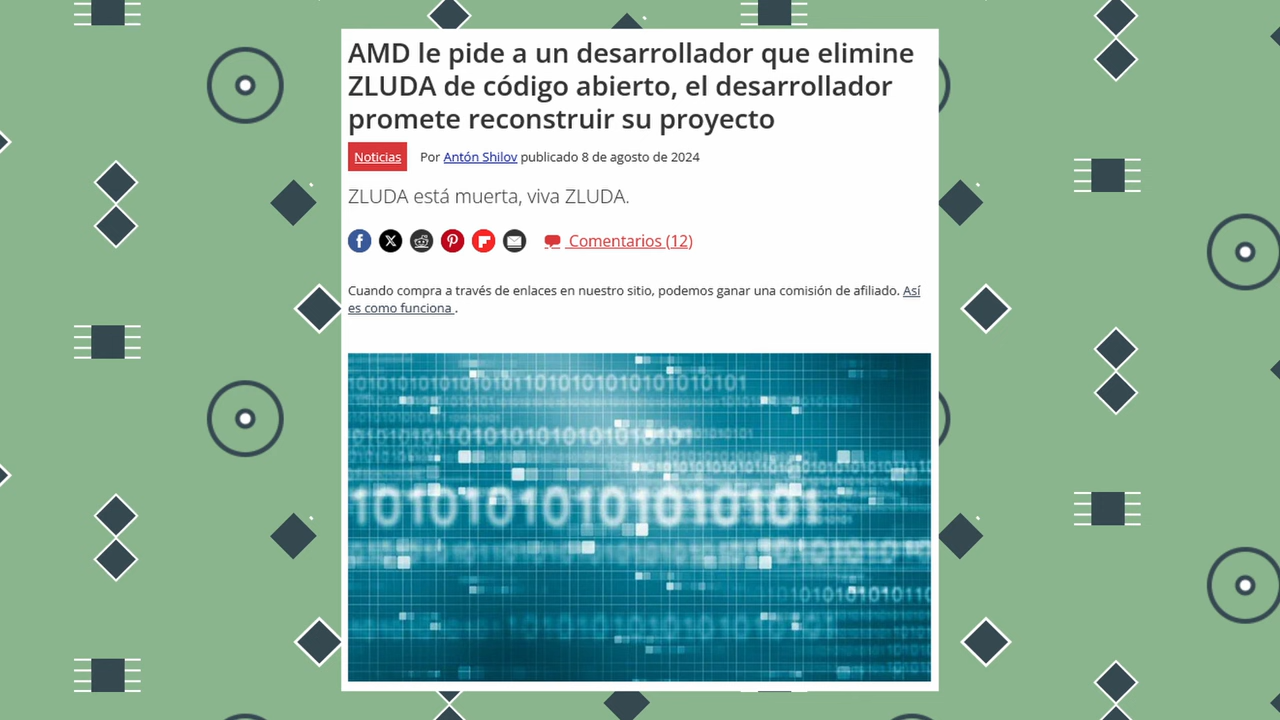 AMD le pide a un desarrollador que elimine
ZLUDA de código abierto, el desarrollador
promete reconstruir su proyecto
Noticias Por Antón Shilov publicado 8 de agosto de 2024
ZLUDA está muerta, viva ZLUDA.
Comentarios (12)
Cuando compra a través de enlaces en nuestro sitio, podemos ganar una comisión de afiliado. Así
es como funciona .
101010101010101